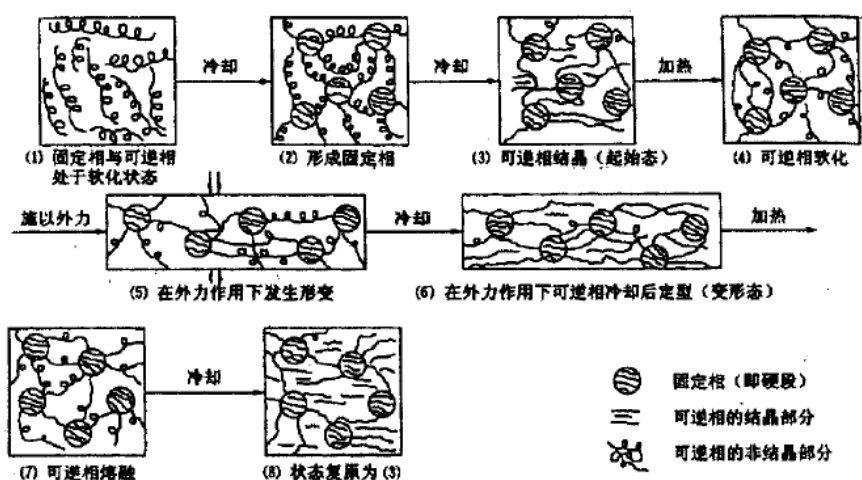 冷却
冷却
加热
(1) 固定相与可逆相
处于软化状态
(2) 形成固定相
(3) 可逆相结晶(起始态)
(4) 可逆相软化
施以外力
冷却
加热
(5) 在外力作用下发生形变
(6) 在外力作用下可逆相冷却后定型(变形态)
冷却
固定相(即硬段)
可逆相的结晶部分
可逆相的非结晶部分
(7) 可逆相熔融
(8) 状态复原为(3)